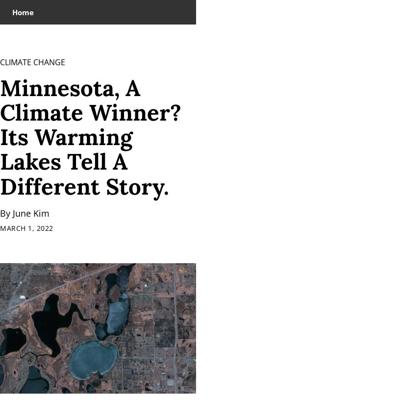 Home
CLIMATE CHANGE
Minnesota, A
Climate Winner?
Its Warming
Lakes Tell A
Different Story.
By June Kim
MARCH 1, 2022